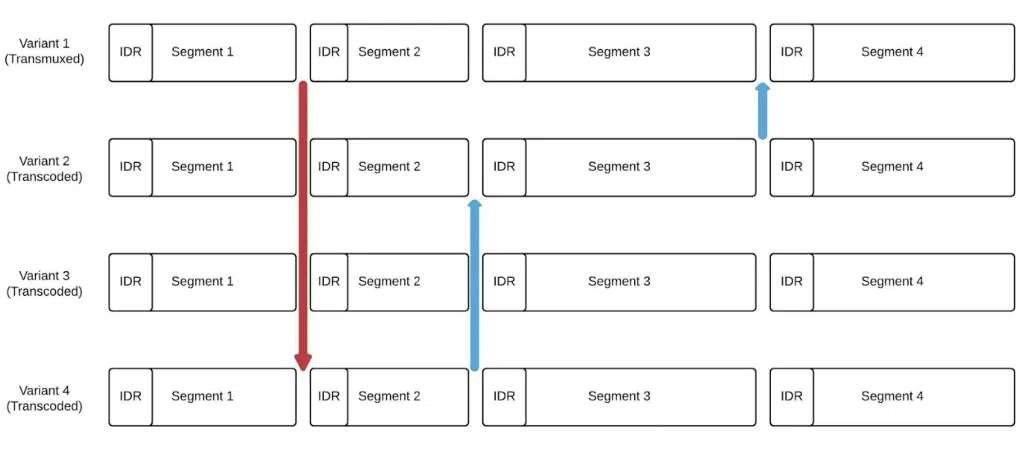 Variant 1
(Transmuxed)
IDR Segment 1 IDR Segment 2 IDR Segment 3 IDR Segment 4
Variant 2
(Transcoded)
IDR Segment 1 IDR Segment 2 IDR Segment 3 IDR Segment 4
Variant 3
(Transcoded)
IDR Segment 1 IDR Segment 2 IDR Segment 3 IDR Segment 4
Variant 4
(Transcoded)
IDR Segment 1 IDR Segment 2 IDR Segment 3 IDR Segment 4